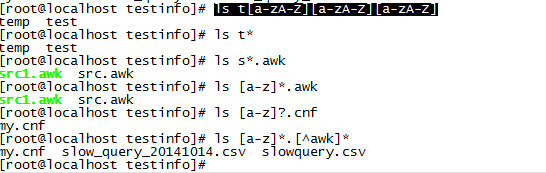 [root@localhost testinfo]# ls t[a-zA-Z][a-zA-Z][a-zA-Z]
temp  test
[root@localhost testinfo]# ls t*
temp  test
[root@localhost testinfo]# ls s*.awk
src1.awk  src.awk
[root@localhost testinfo]# ls [a-z]*.awk
src1.awk  src.awk
[root@localhost testinfo]# ls [a-z]?.cnf
my.cnf
[root@localhost testinfo]# ls [a-z]*.[^awk]*
my.cnf  slow_query_20141014.csv  slowquery.csv
[root@localhost testinfo]#